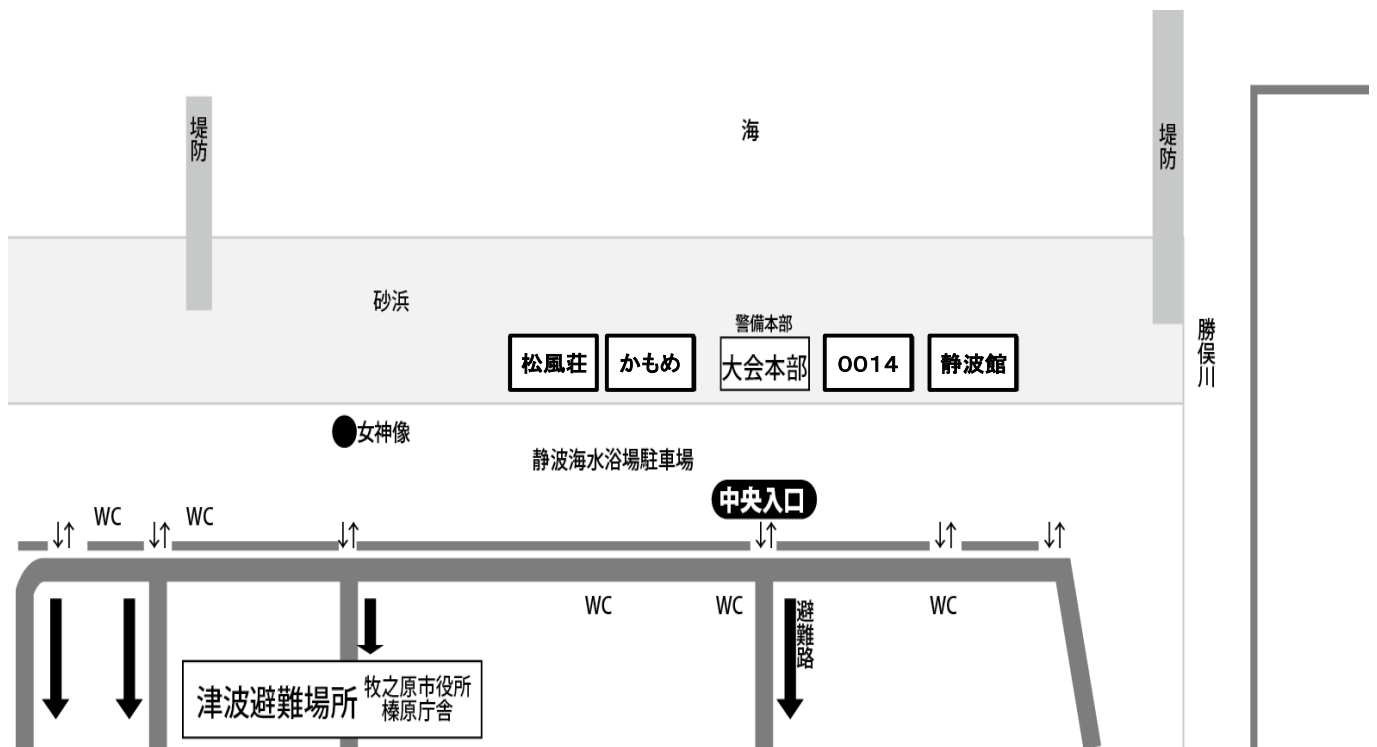 堤防
海
堤防
砂浜
警備本部
松風荘
かもめ
大会本部
0014
静波館
勝俣川
女神像
静波海水浴場駐車場
中央入口
WC
WC
↓↑
↓↑
↓↑
↓↑
↓↑
↓↑
WC
WC
避難路
WC
津波避難場所
牧之原市役所
榛原庁舎